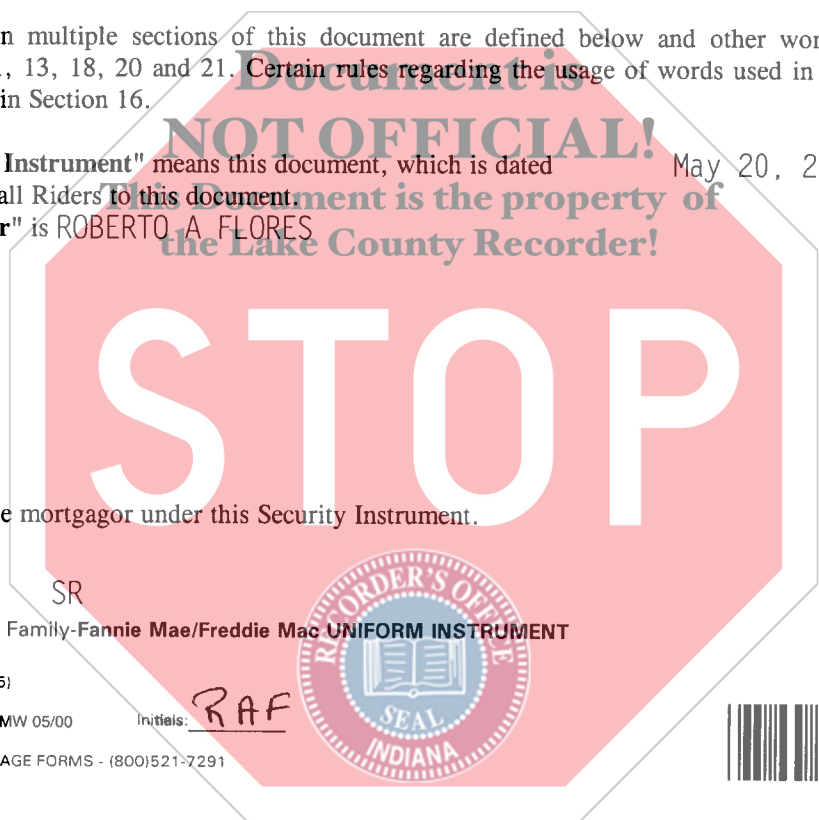 n multiple sections of this document are defined below and other wor
, 13, 18, 20 and 21. Certain rules regarding the usage of words used in
in Section 16.
Document is
NOT OFFICIAL!
This Document is the property of
the Lake County Recorder!
Instrument" means this document, which is dated May 20, 2
all Riders to this document.
r" is ROBERTO A FLORES
STOP
e mortgagor under this Security Instrument.
SR
Family-Fannie Mae/Freddie Mac UNIFORM INSTRUMENT
5)
MW 05/00 Initials: RAF
AGE FORMS - (800)521-7291
RECORDER'S OFFICE
SEAL
INDIANA